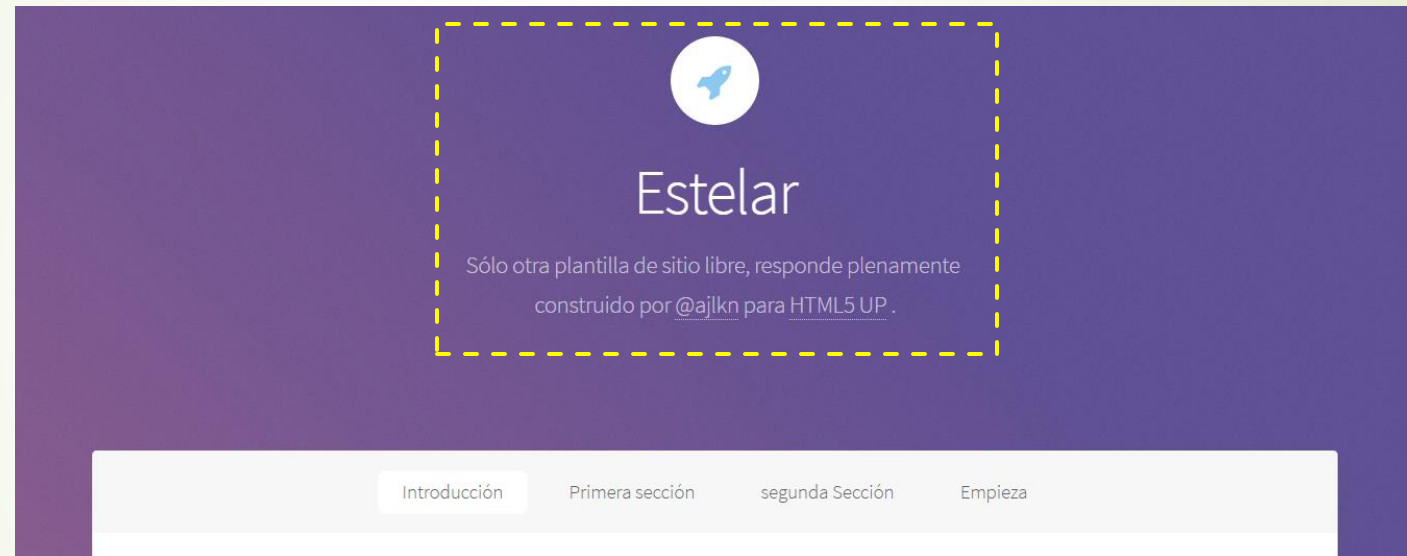 Estelar
Sólo otra plantilla de sitio libre, responde plenamente
construido por @ajlkn para HTML5 UP .
Introducción Primera sección segunda Sección Empieza